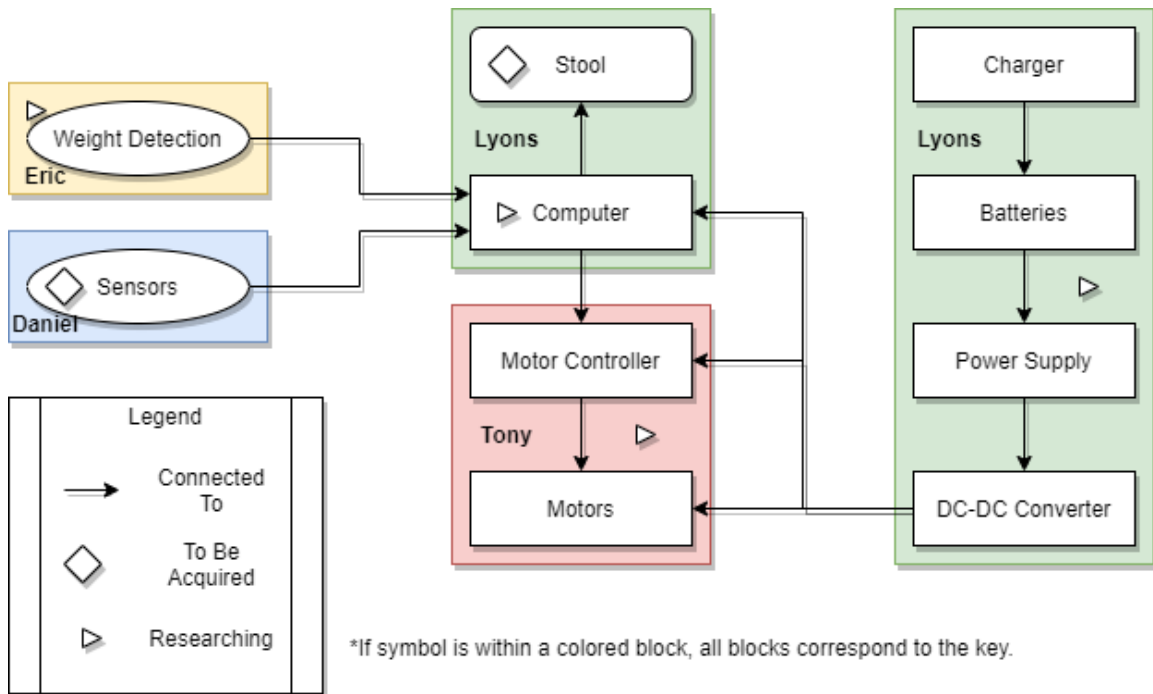 Stool
Charger
Weight Detection
Lyons
Lyons
Eric
Computer
Batteries
Sensors
Daniel
Motor Controller
Power Supply
Legend
Tony
Connected
To
Motors
DC-DC Converter
To Be
Acquired
Researching
*If symbol is within a colored block, all blocks correspond to the key.